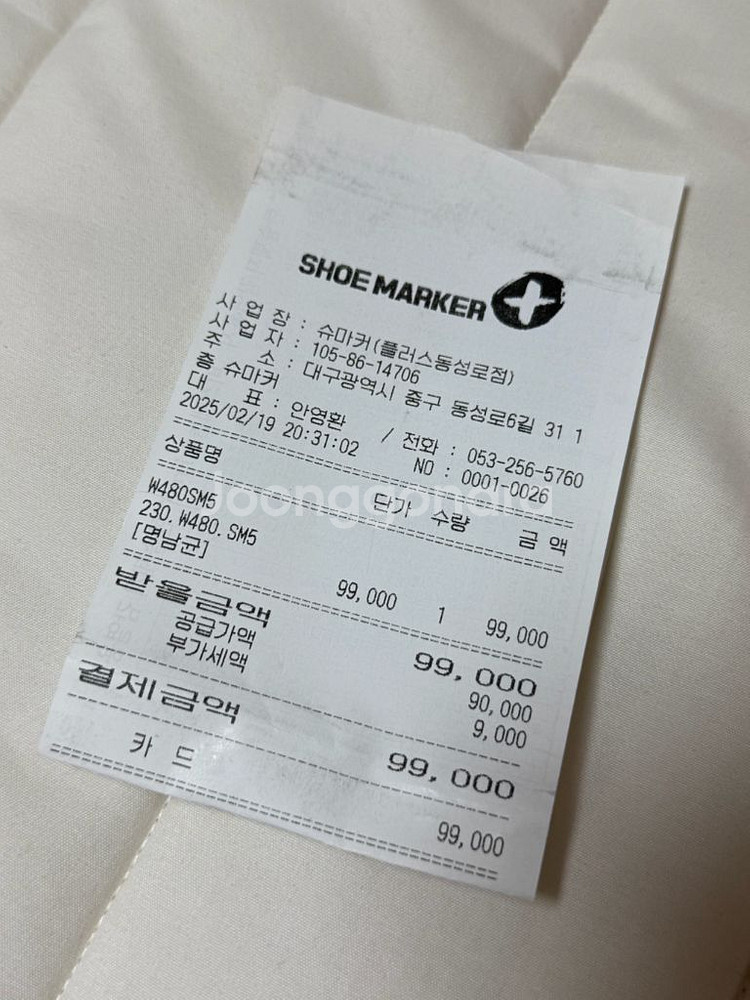 SHOE MARKER
사 업 장 : 슈마커(플러스동성로점)
사 업 자 : 105-86-14706
주 소 : 대구광역시 중구 동성로6길 31 1
층 슈마커
대 표 : 안영환 / 전화 : 053-256-5760
2025/02/19 20:31:02 NO : 0001-0026
상품명 단가 수량 금 액
Joonggonara
W480SM5
230.W480.SM5
[명남균]
99,000 1 99,000
받을금액 99,000
공급가액 90,000
부가세액 9,000
결제금액 99,000
카 드 99,000